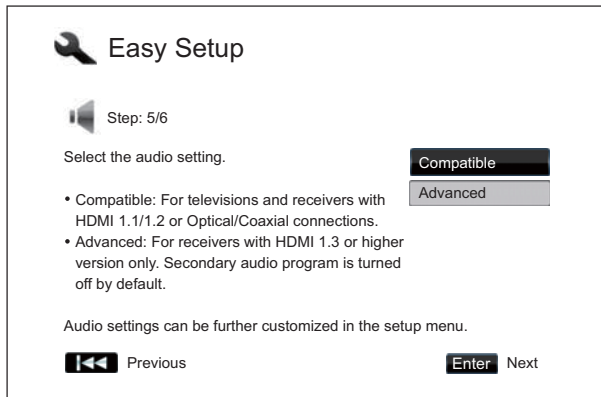 Easy Setup
Step: 5/6
Select the audio setting.
Compatible
Advanced
• Compatible: For televisions and receivers with
HDMI 1.1/1.2 or Optical/Coaxial connections.
• Advanced: For receivers with HDMI 1.3 or higher
version only. Secondary audio program is turned
off by default.
Audio settings can be further customized in the setup menu.
Previous
Enter Next